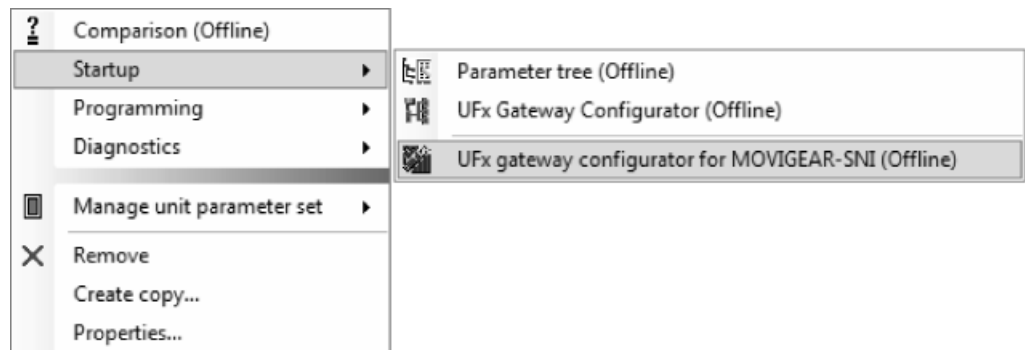 Comparison (Offline)
Startup
Programming
Diagnostics
Manage unit parameter set
Remove
Create copy...
Properties...
Parameter tree (Offline)
UFx Gateway Configurator (Offline)
UFx gateway configurator for MOVIGEAR-SNI (Offline)